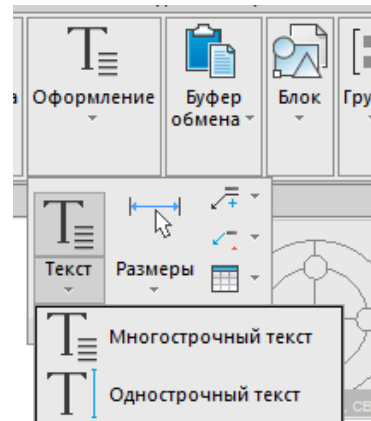 Оформление
Буфер
обмена
Блок
Текст
Размеры
Многострочный текст
Однострочный текст